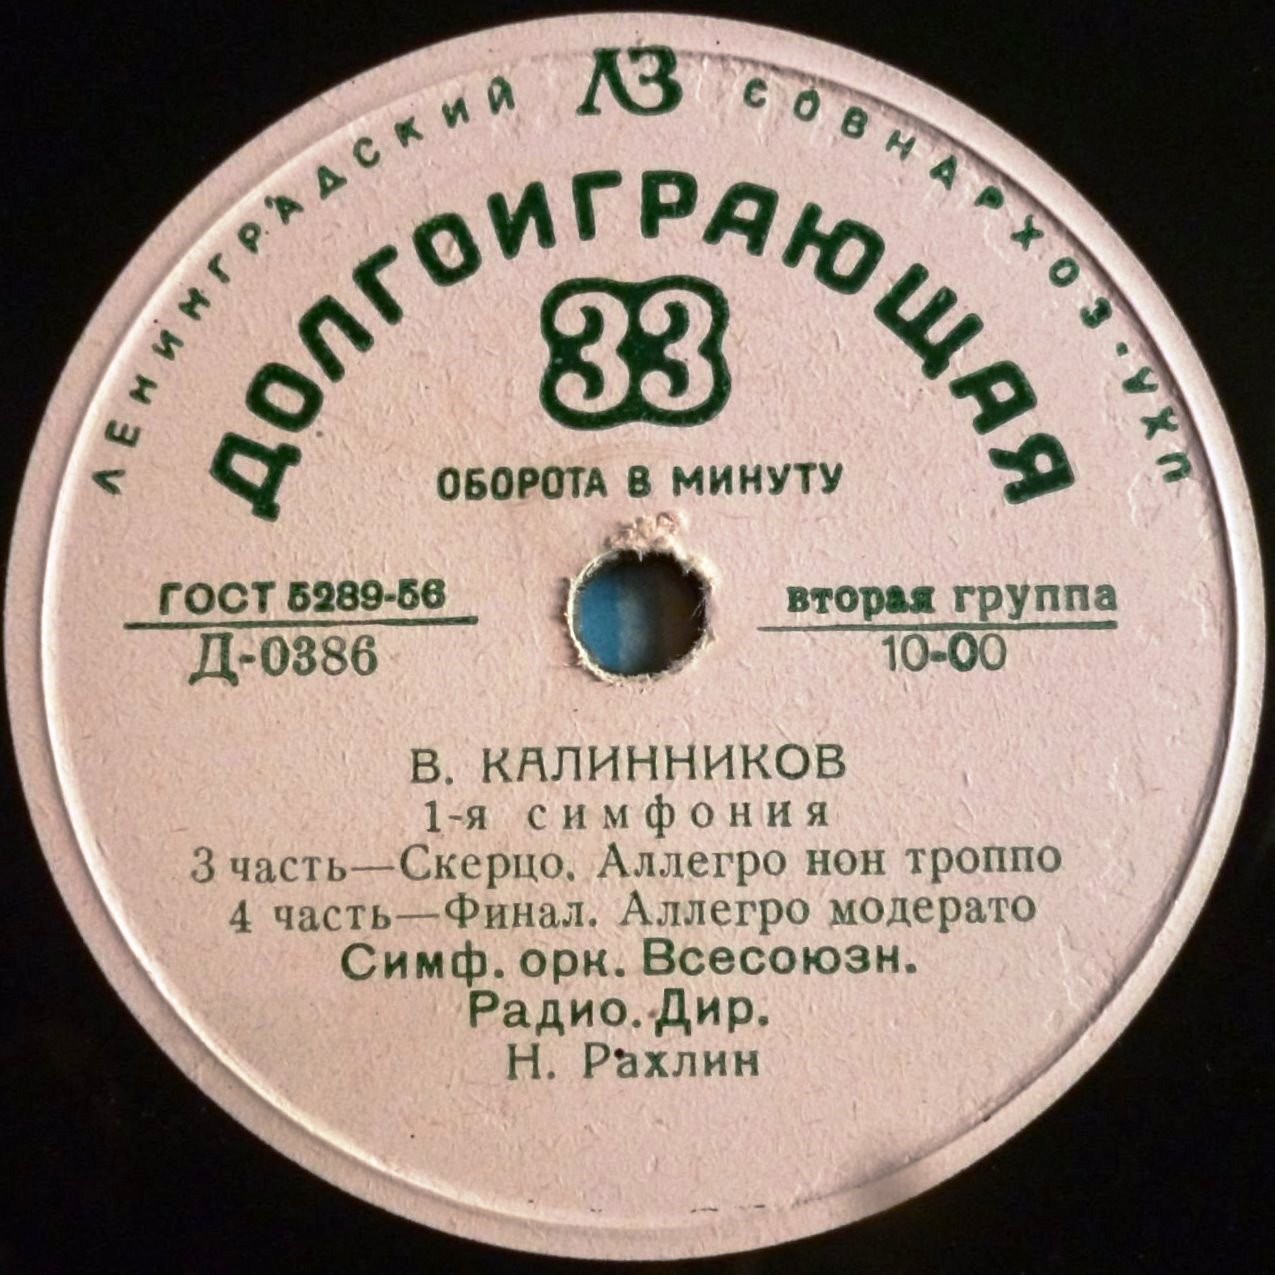 ЛЕНИНГРАДСКИЙ ЛЗ СОВНАРХОЗ·УХП
ДОЛГОИГРАЮЩАЯ
33
ОБОРОТА В МИНУТУ
ГОСТ 5289-56
Д-0386
вторая группа
10-00
В. КАЛИННИКОВ
1-я симфония
3 часть—Скерцо. Аллегро нон троппо
4 часть—Финал. Аллегро модерато
Симф. орк. Всесоюзн.
Радио. Дир.
Н. Рахлин